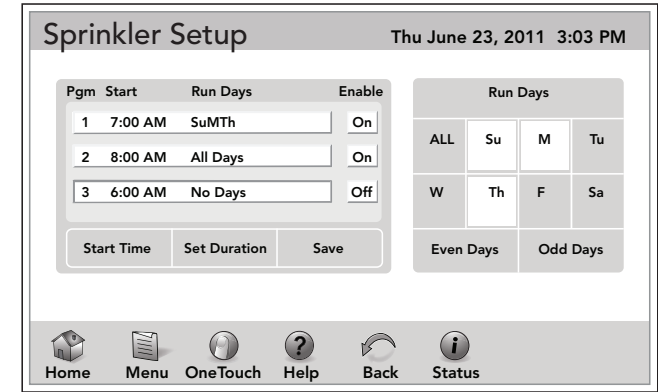 Sprinkler Setup Thu June 23, 2011 3:03 PM
Pgm Start Run Days Enable
1 7:00 AM SuMTh On
2 8:00 AM All Days On
3 6:00 AM No Days Off
Start Time Set Duration Save
Run Days
ALL Su M Tu
W Th F Sa
Even Days Odd Days
Home Menu OneTouch Help Back Status